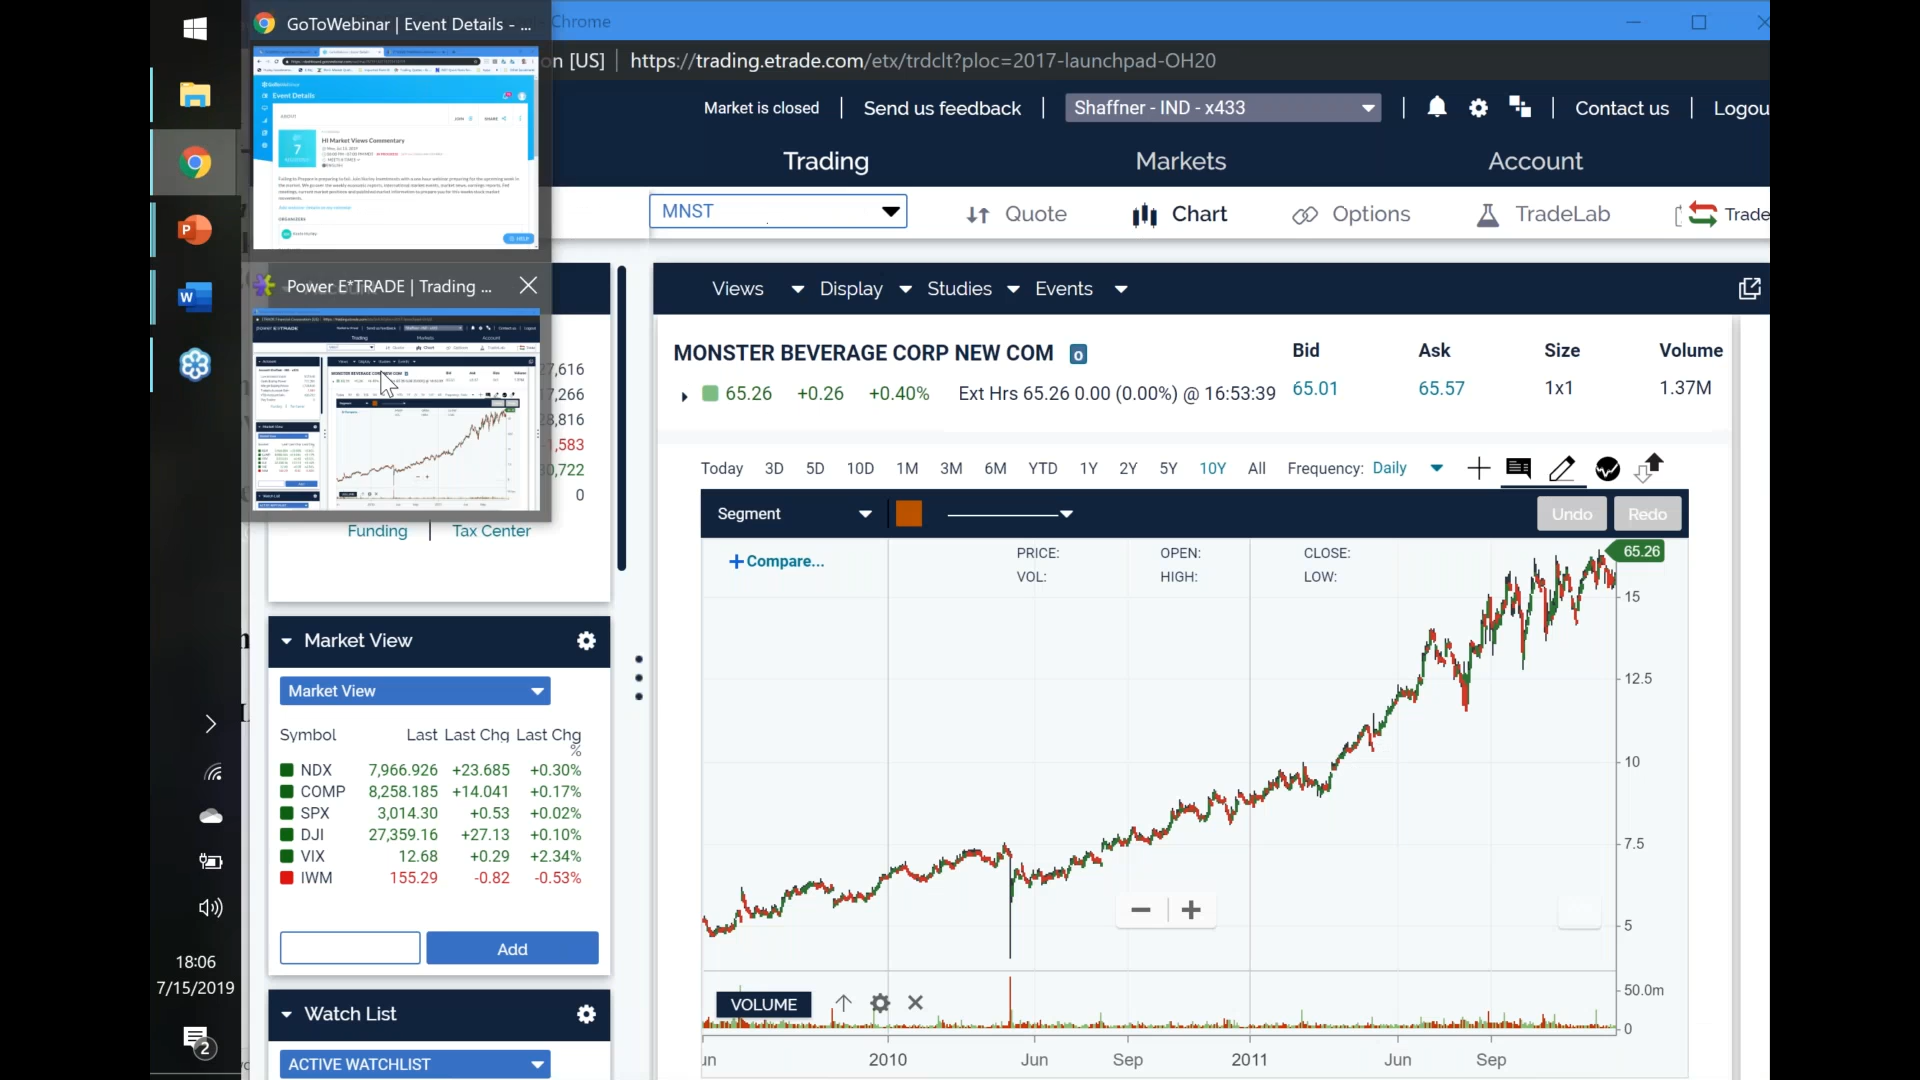 GoToWebinar | Event Details - ...
Chrome
Event Details
HI Market Views Commentary
7
on [US] | https://trading.etrade.com/etx/trdclt?ploc=2017-launchpad-OH20
Market is closed | Send us feedback | Shaffner - IND - x433 | Contact us | Logou
Trading Markets Account
MNST Quote Chart Options TradeLab Trade
Power E*TRADE | Trading ...
Views Display Studies Events
MONSTER BEVERAGE CORP NEW COM o
65.26 +0.26 +0.40% Ext Hrs 65.26 0.00 (0.00%) @ 16:53:39
Bid Ask Size Volume
65.01 65.57 1x1 1.37M
27,616
7,266
28,816
1,583
0,722
0
Funding | Tax Center
Today 3D 5D 10D 1M 3M 6M YTD 1Y 2Y 5Y 10Y All Frequency: Daily
Segment Undo Redo
+Compare...
PRICE: OPEN: CLOSE:
VOL: HIGH: LOW:
65.26
15
12.5
10
7.5
5
50.0m
0
VOLUME
un 2010 Jun Sep 2011 Jun Sep
Market View
Market View
Symbol Last Last Chg Last Chg
%
NDX 7,966.926 +23.685 +0.30%
COMP 8,258.185 +14.041 +0.17%
SPX 3,014.30 +0.53 +0.02%
DJI 27,359.16 +27.13 +0.10%
VIX 12.68 +0.29 +2.34%
IWM 155.29 -0.82 -0.53%
Add
Watch List
ACTIVE WATCHLIST
18:06
7/15/2019
2